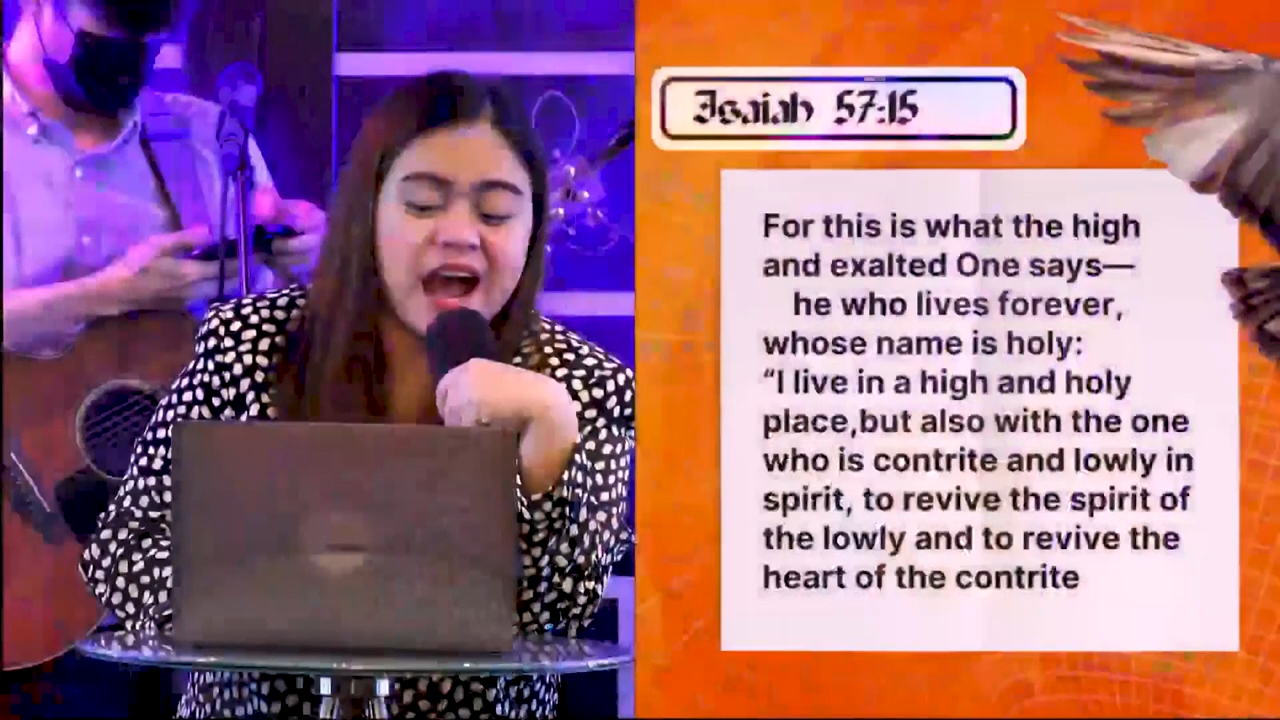 Isaiah 57:15
For this is what the high
and exalted One says—
he who lives forever,
whose name is holy:
“I live in a high and holy
place,but also with the one
who is contrite and lowly in
spirit, to revive the spirit of
the lowly and to revive the
heart of the contrite